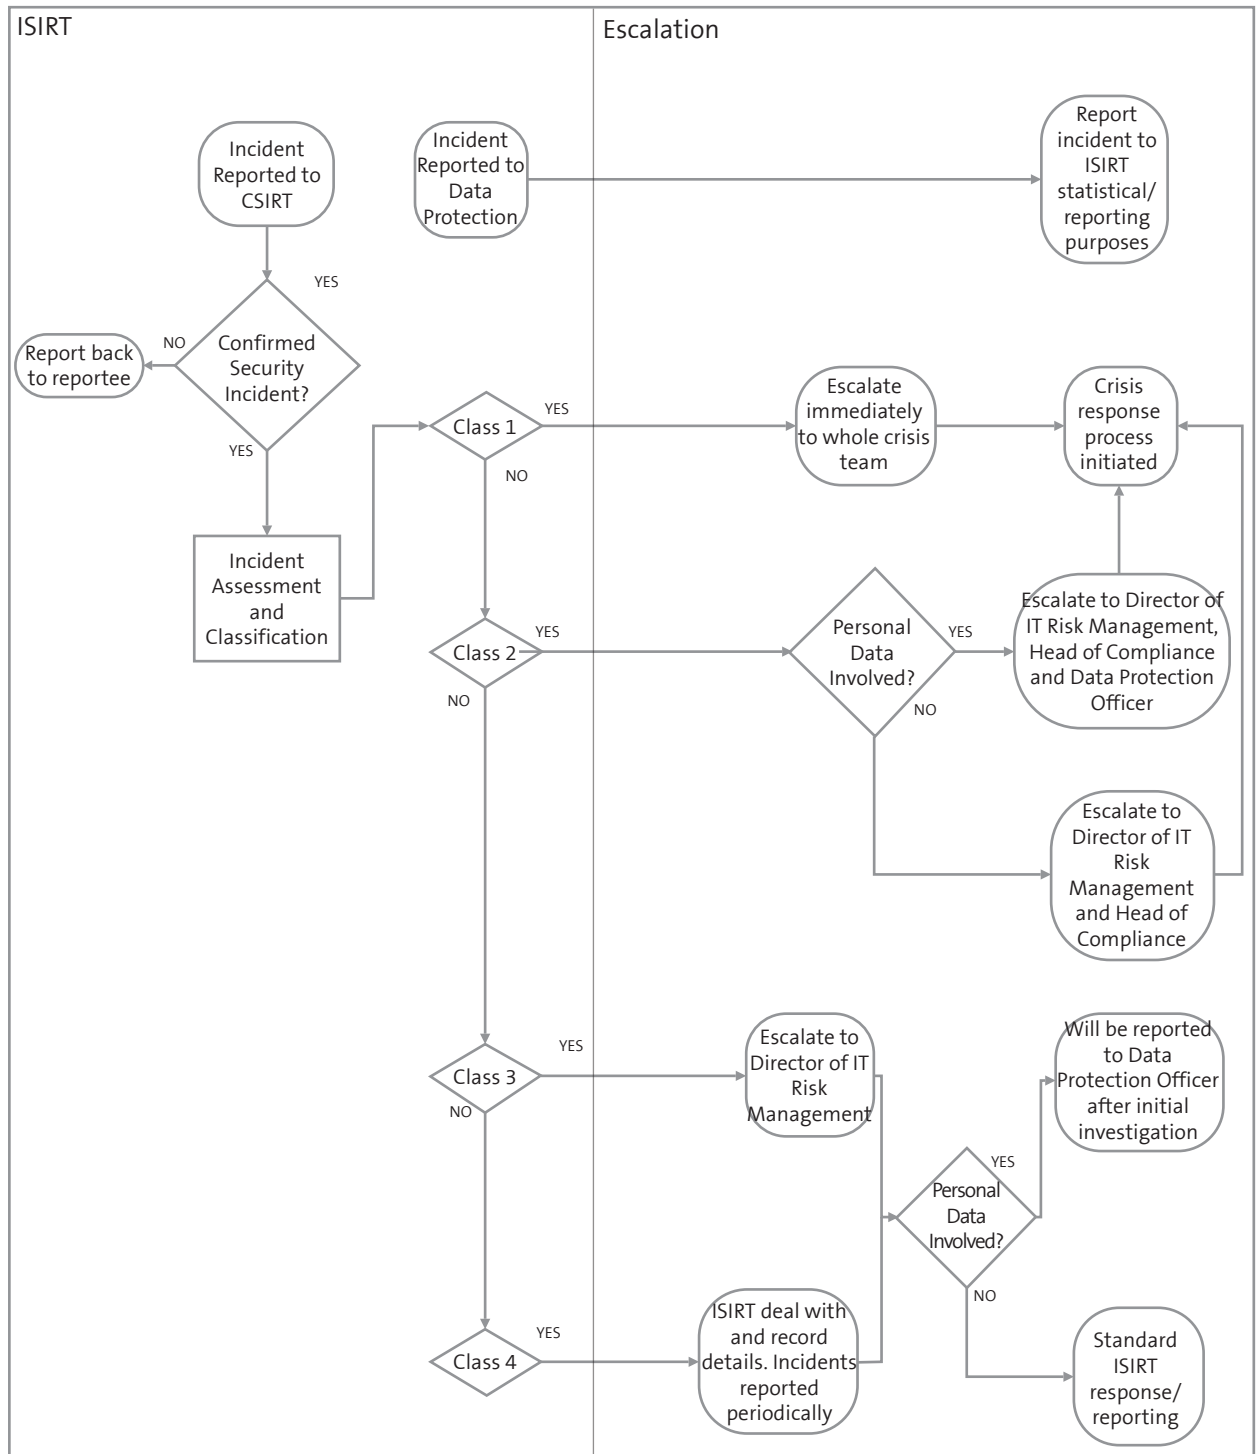 ISIRT
Escalation
Incident
Reported to
CSIRT
Incident
Reported to
Data
Protection
Report
incident to
ISIRT
statistical/
reporting
purposes
YES
Confirmed
Security
Incident?
NO
Report back
to reportee
YES
Incident
Assessment
and
Classification
Class 1
YES
NO
Escalate
immediately
to whole crisis
team
Crisis
response
process
initiated
Class 2
YES
NO
Personal
Data
Involved?
YES
NO
Escalate to Director of
IT Risk Management,
Head of Compliance
and Data Protection
Officer
Escalate to
Director of IT
Risk
Management
and Head of
Compliance
Class 3
YES
NO
Escalate to
Director of IT
Risk
Management
Will be reported
to Data
Protection Officer
after initial
investigation
Personal
Data
Involved?
YES
NO
Class 4
YES
ISIRT deal with
and record
details. Incidents
reported
periodically
Standard
ISIRT
response/
reporting